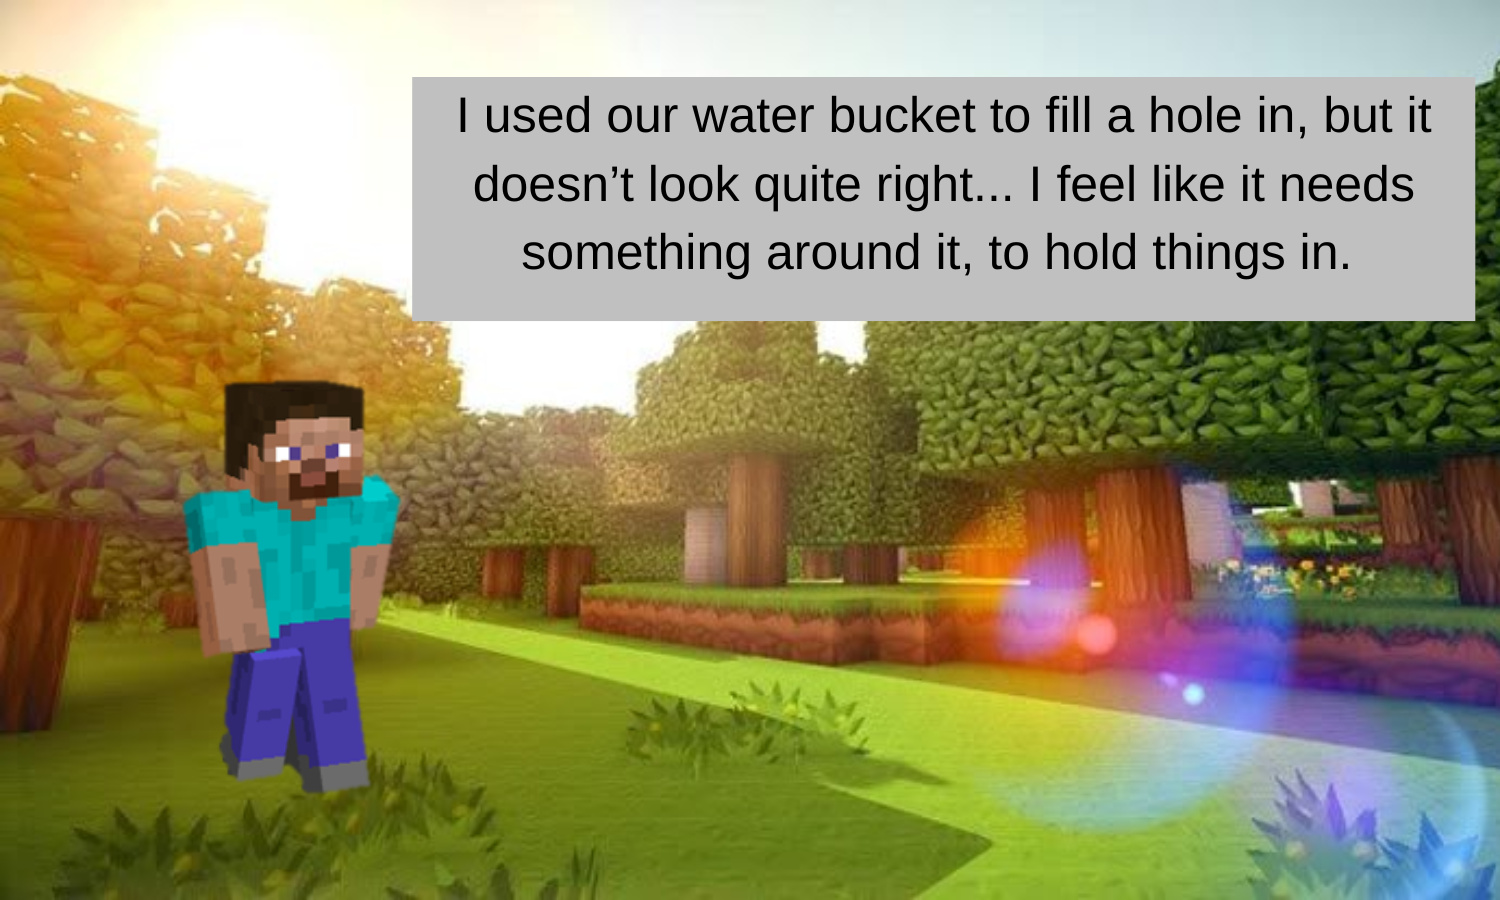 I used our water bucket to fill a hole in, but it
doesn’t look quite right... I feel like it needs
something around it, to hold things in.